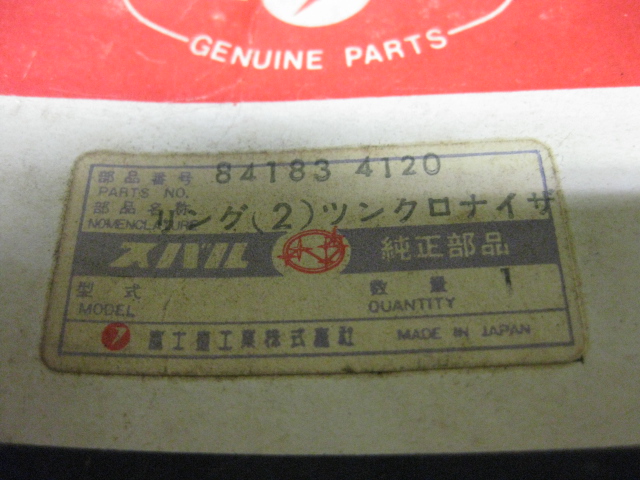 GENUINE PARTS
部品番号 84183 4120
PARTS NO.
部品名称 リング(2)ツンクロナイザ
NOMENCLATURE
スバル 純正部品
型式 数量 1
MODEL QUANTITY
富士重工業株式會社 MADE IN JAPAN